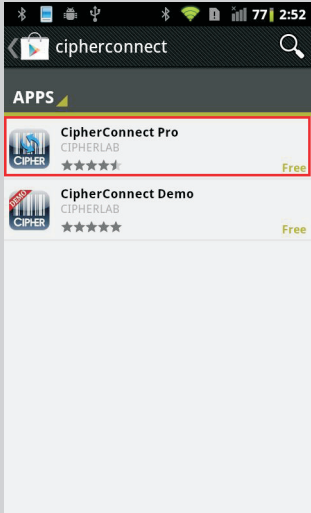 77 2:52
cipherconnect
APPS
CipherConnect Pro
CIPHERLAB
CIPHER
Free
CipherConnect Demo
DEMO
CIPHERLAB
CIPHER
Free